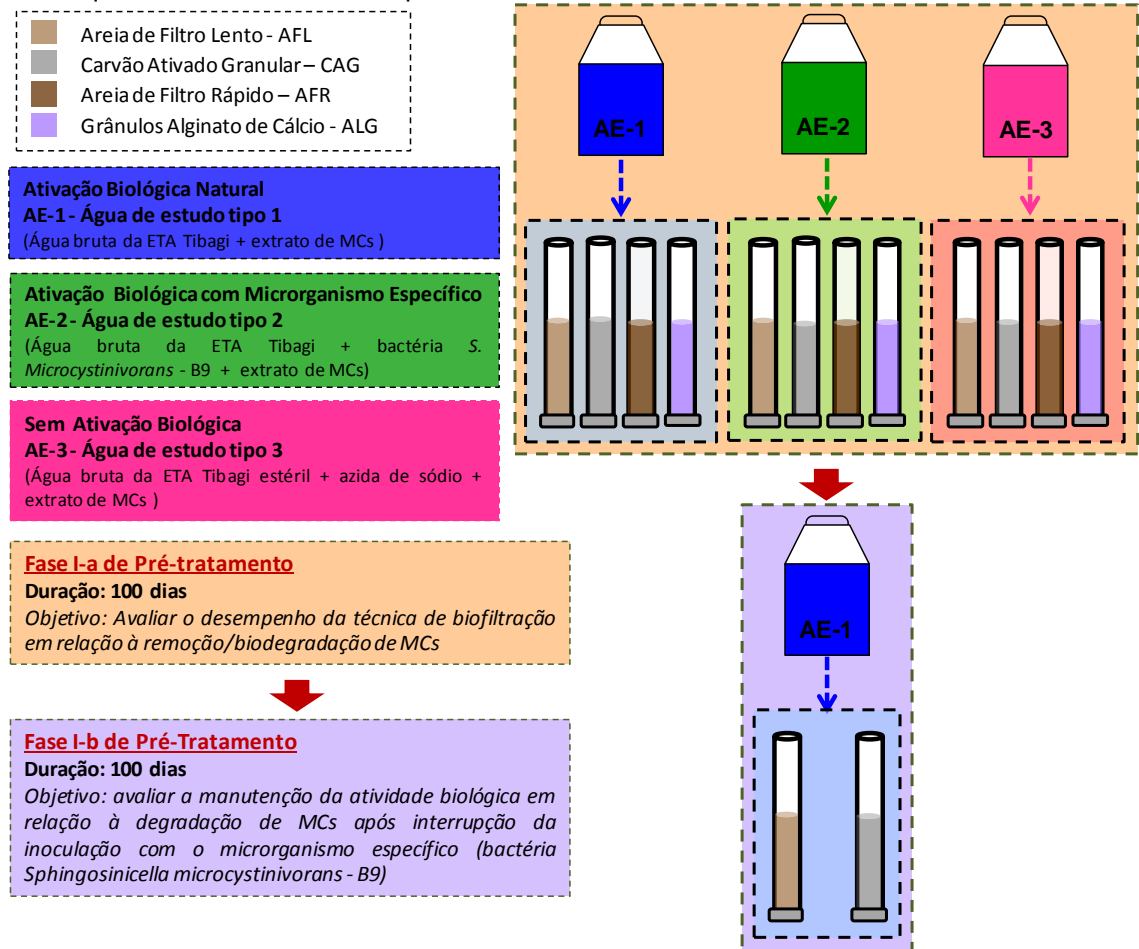 Areia de Filtro Lento - AFL
Carvão Ativado Granular – CAG
Areia de Filtro Rápido – AFR
Grânulos Alginato de Cálcio - ALG
Ativação Biológica Natural
AE-1 - Água de estudo tipo 1
(Água bruta da ETA Tibagi + extrato de MCs )
Ativação Biológica com Microrganismo Específico
AE-2 - Água de estudo tipo 2
(Água bruta da ETA Tibagi + bactéria S.
Microcystinivorans - B9 + extrato de MCs)
Sem Ativação Biológica
AE-3 - Água de estudo tipo 3
(Água bruta da ETA Tibagi estéril + azida de sódio +
extrato de MCs )
Fase I-a de Pré-tratamento
Duração: 100 dias
Objetivo: Avaliar o desempenho da técnica de biofiltração
em relação à remoção/biodegradação de MCs
Fase I-b de Pré-Tratamento
Duração: 100 dias
Objetivo: avaliar a manutenção da atividade biológica em
relação à degradação de MCs após interrupção da
inoculação com o microrganismo específico (bactéria
Sphingosinicella microcystinivorans - B9)
AE-1
AE-2
AE-3
AE-1